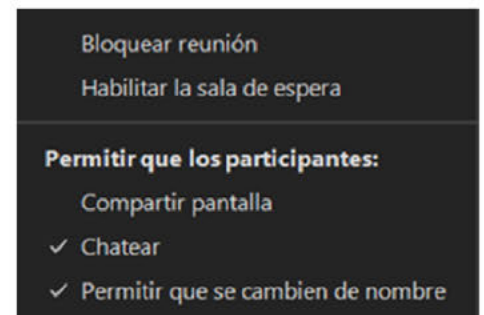 Bloquear reunión
Habilitar la sala de espera
Permitir que los participantes:
Compartir pantalla
✓ Chatear
✓ Permitir que se cambien de nombre